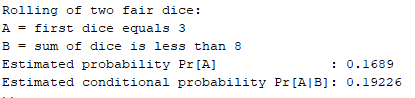 Rolling of two fair dice:
A = first dice equals 3
B = sum of dice is less than 8
Estimated probability Pr[A] : 0.1689
Estimated conditional probability Pr[A|B]: 0.19226